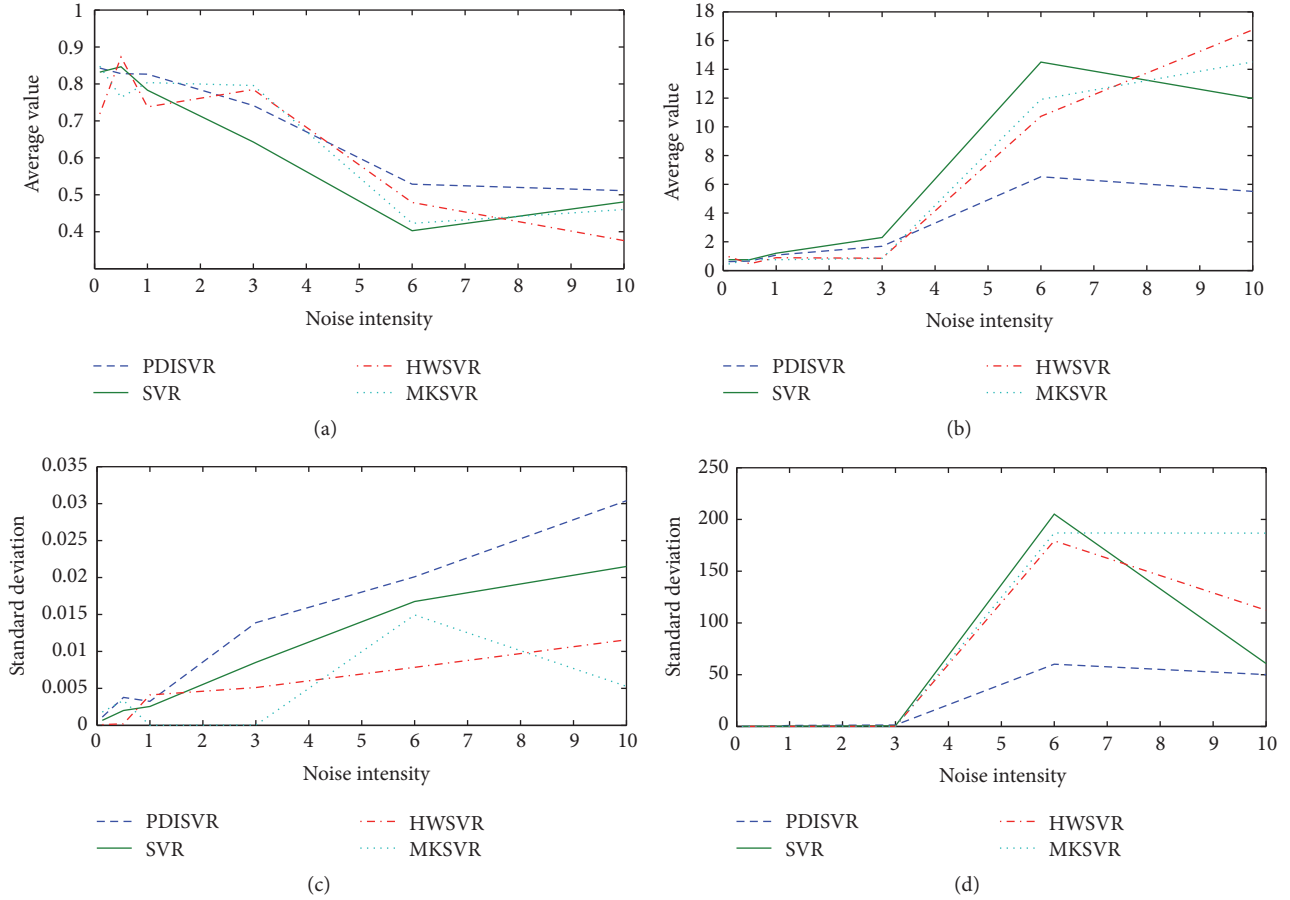 1
0.9
0.8
0.7
0.6
0.5
0.4
Average value
0 1 2 3 4 5 6 7 8 9 10
Noise intensity
PDISVR
SVR
HWSVR
MKSVR
(a)
18
16
14
12
10
8
6
4
2
0
Average value
0 1 2 3 4 5 6 7 8 9 10
Noise intensity
PDISVR
SVR
HWSVR
MKSVR
(b)
0.035
0.03
0.025
0.02
0.015
0.01
0.005
0
Standard deviation
0 1 2 3 4 5 6 7 8 9 10
Noise intensity
PDISVR
SVR
HWSVR
MKSVR
(c)
250
200
150
100
50
0
Standard deviation
0 1 2 3 4 5 6 7 8 9 10
Noise intensity
PDISVR
SVR
HWSVR
MKSVR
(d)